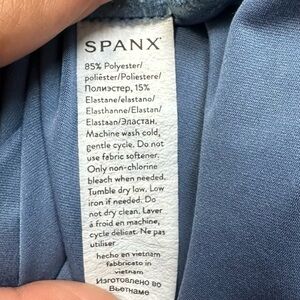 SPANX
85% Polyester/
poliéster/Poliestere/
Полиэстер, 15%
Elastane/elastano/
Elasthanne/Elastan/
Elastaan/Эластан.
Machine wash cold,
gentle cycle. Do not
use fabric softener.
Only non-chlorine
bleach when needed.
Tumble dry low. Low
iron if needed. Do
not dry clean. Laver
à froid en machine,
cycle délicat. Ne pas
utiliser
hecho en vietnam
fabbricato in
vietnam
Изготовлено во
Вьетнаме